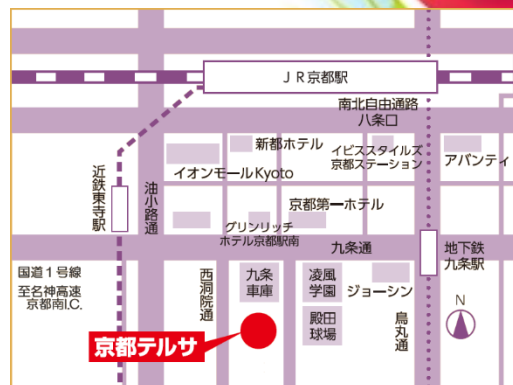 JR京都駅
南北自由通路
八条口
新都ホテル
イビススタイルズ
京都ステーション
アバンティ
イオンモールKyoto
近鉄東寺駅
油小路通
京都第一ホテル
グリンリッチ
ホテル京都駅南
九条通
地下鉄
九条駅
国道1号線
至名神高速
京都南I.C.
西洞院通
九条
車庫
凌風
学園
ジョーシン
殿田
球場
烏丸通
N
京都テルサ